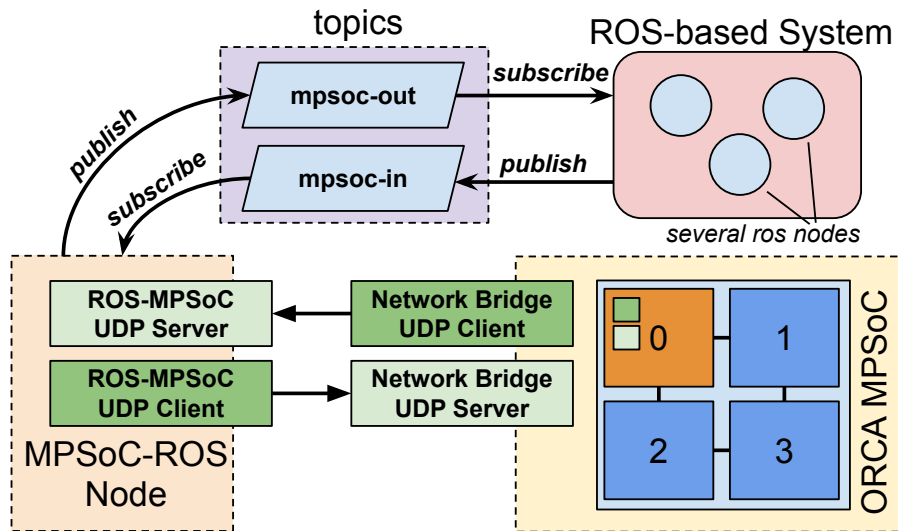 topics
ROS-based System
mpsoc-out
subscribe
publish
mpsoc-in
publish
subscribe
several ros nodes
ROS-MPSoC
UDP Server
Network Bridge
UDP Client
ROS-MPSoC
UDP Client
Network Bridge
UDP Server
MPSoC-ROS
Node
0
1
2
3
ORCA MPSoC